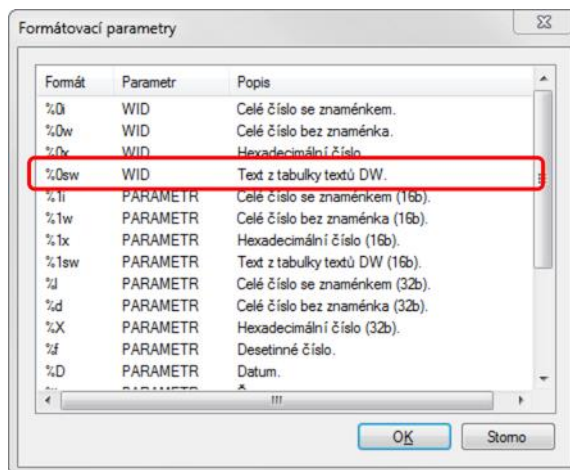 Formátovací parametry
Formát Parametr Popis
%0i WID Celé číslo se znaménkem.
%0w WID Celé číslo bez znaménka.
%0x WID Hexadecimální číslo
%0sw WID Text z tabulky textů DW.
%1i PARAMETR Celé číslo se znaménkem (16b).
%1w PARAMETR Celé číslo bez znaménka (16b).
%1x PARAMETR Hexadecimální číslo (16b).
%1sw PARAMETR Text z tabulky textů DW (16b).
%I PARAMETR Celé číslo se znaménkem (32b).
%d PARAMETR Celé číslo bez znaménka (32b).
%X PARAMETR Hexadecimální číslo (32b).
%f PARAMETR Desetinné číslo.
%D PARAMETR Datum.
OK Storno